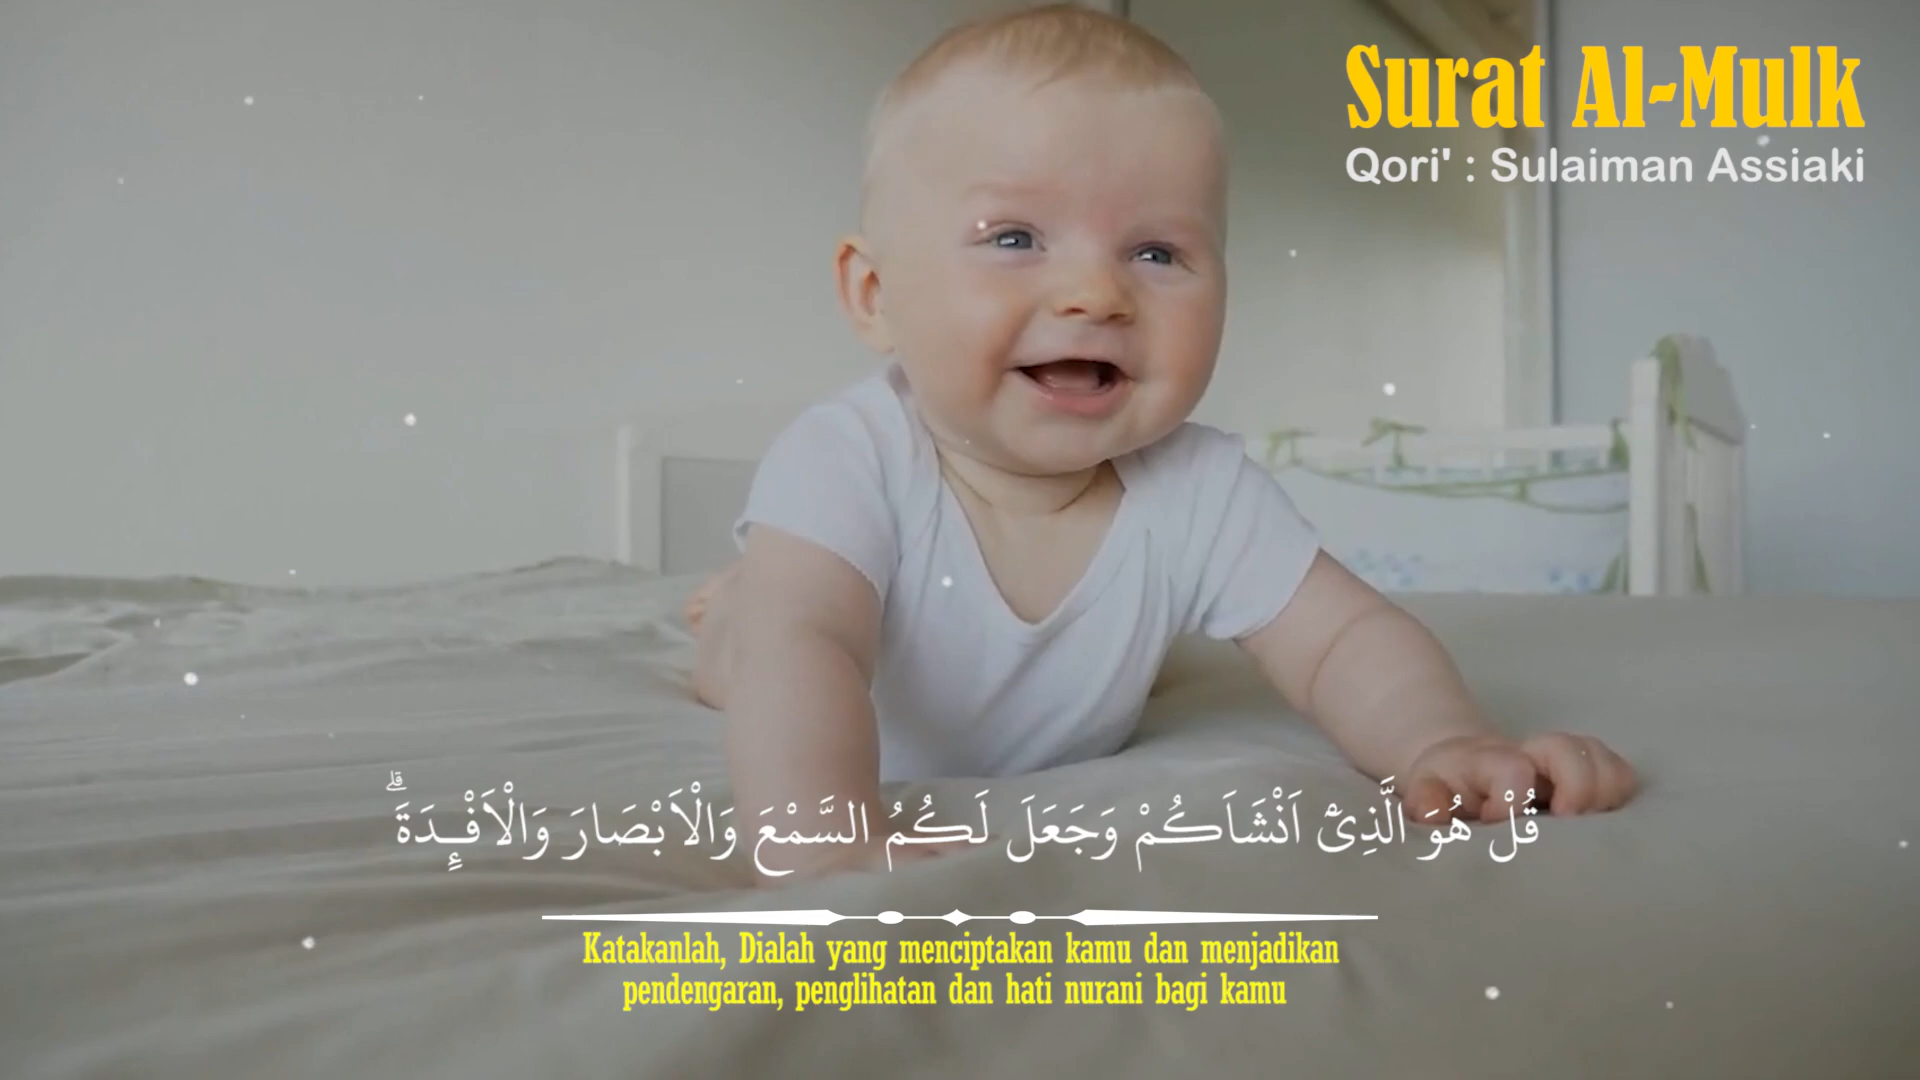 Surat Al-Mulk
Qori' : Sulaiman Assiaki
قُلْ هُوَ الَّذِيْٓ اَنْشَاَكُمْ وَجَعَلَ لَكُمُ السَّمْعَ وَالْاَبْصَارَ وَالْاَفْـِٕدَةَۗ
Katakanlah, Dialah yang menciptakan kamu dan menjadikan
pendengaran, penglihatan dan hati nurani bagi kamu